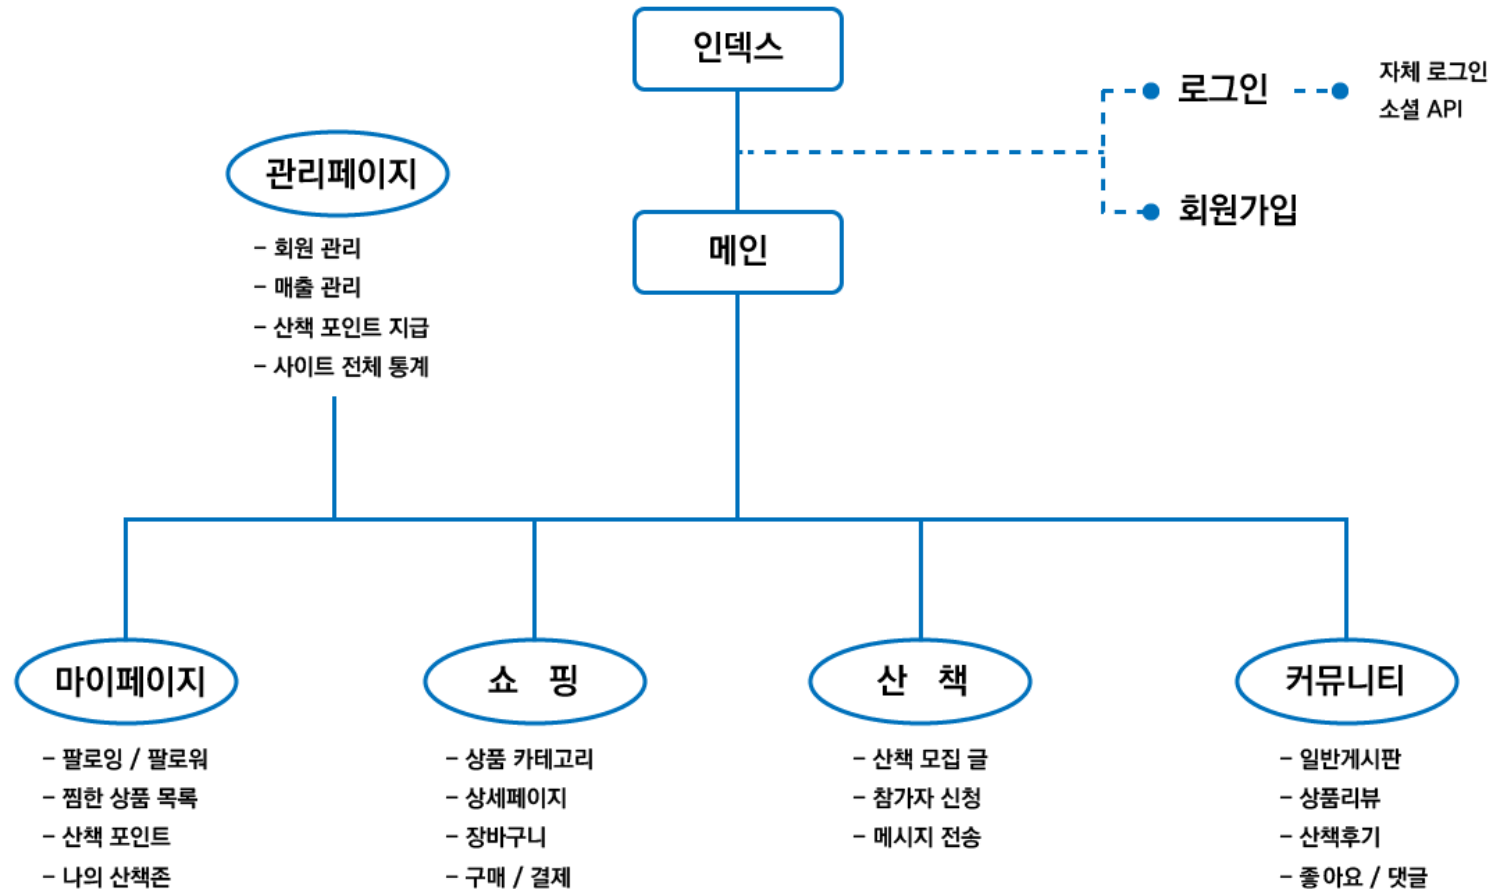 인덱스
로그인
자체 로그인
소셜 API
회원가입
관리페이지
- 회원 관리
- 매출 관리
- 산책 포인트 지급
- 사이트 전체 통계
메인
마이페이지
- 팔로잉 / 팔로워
- 찜한 상품 목록
- 산책 포인트
- 나의 산책존
쇼 핑
- 상품 카테고리
- 상세페이지
- 장바구니
- 구매 / 결제
산 책
- 산책 모집 글
- 참가자 신청
- 메시지 전송
커뮤니티
- 일반게시판
- 상품리뷰
- 산책후기
- 좋아요 / 댓글